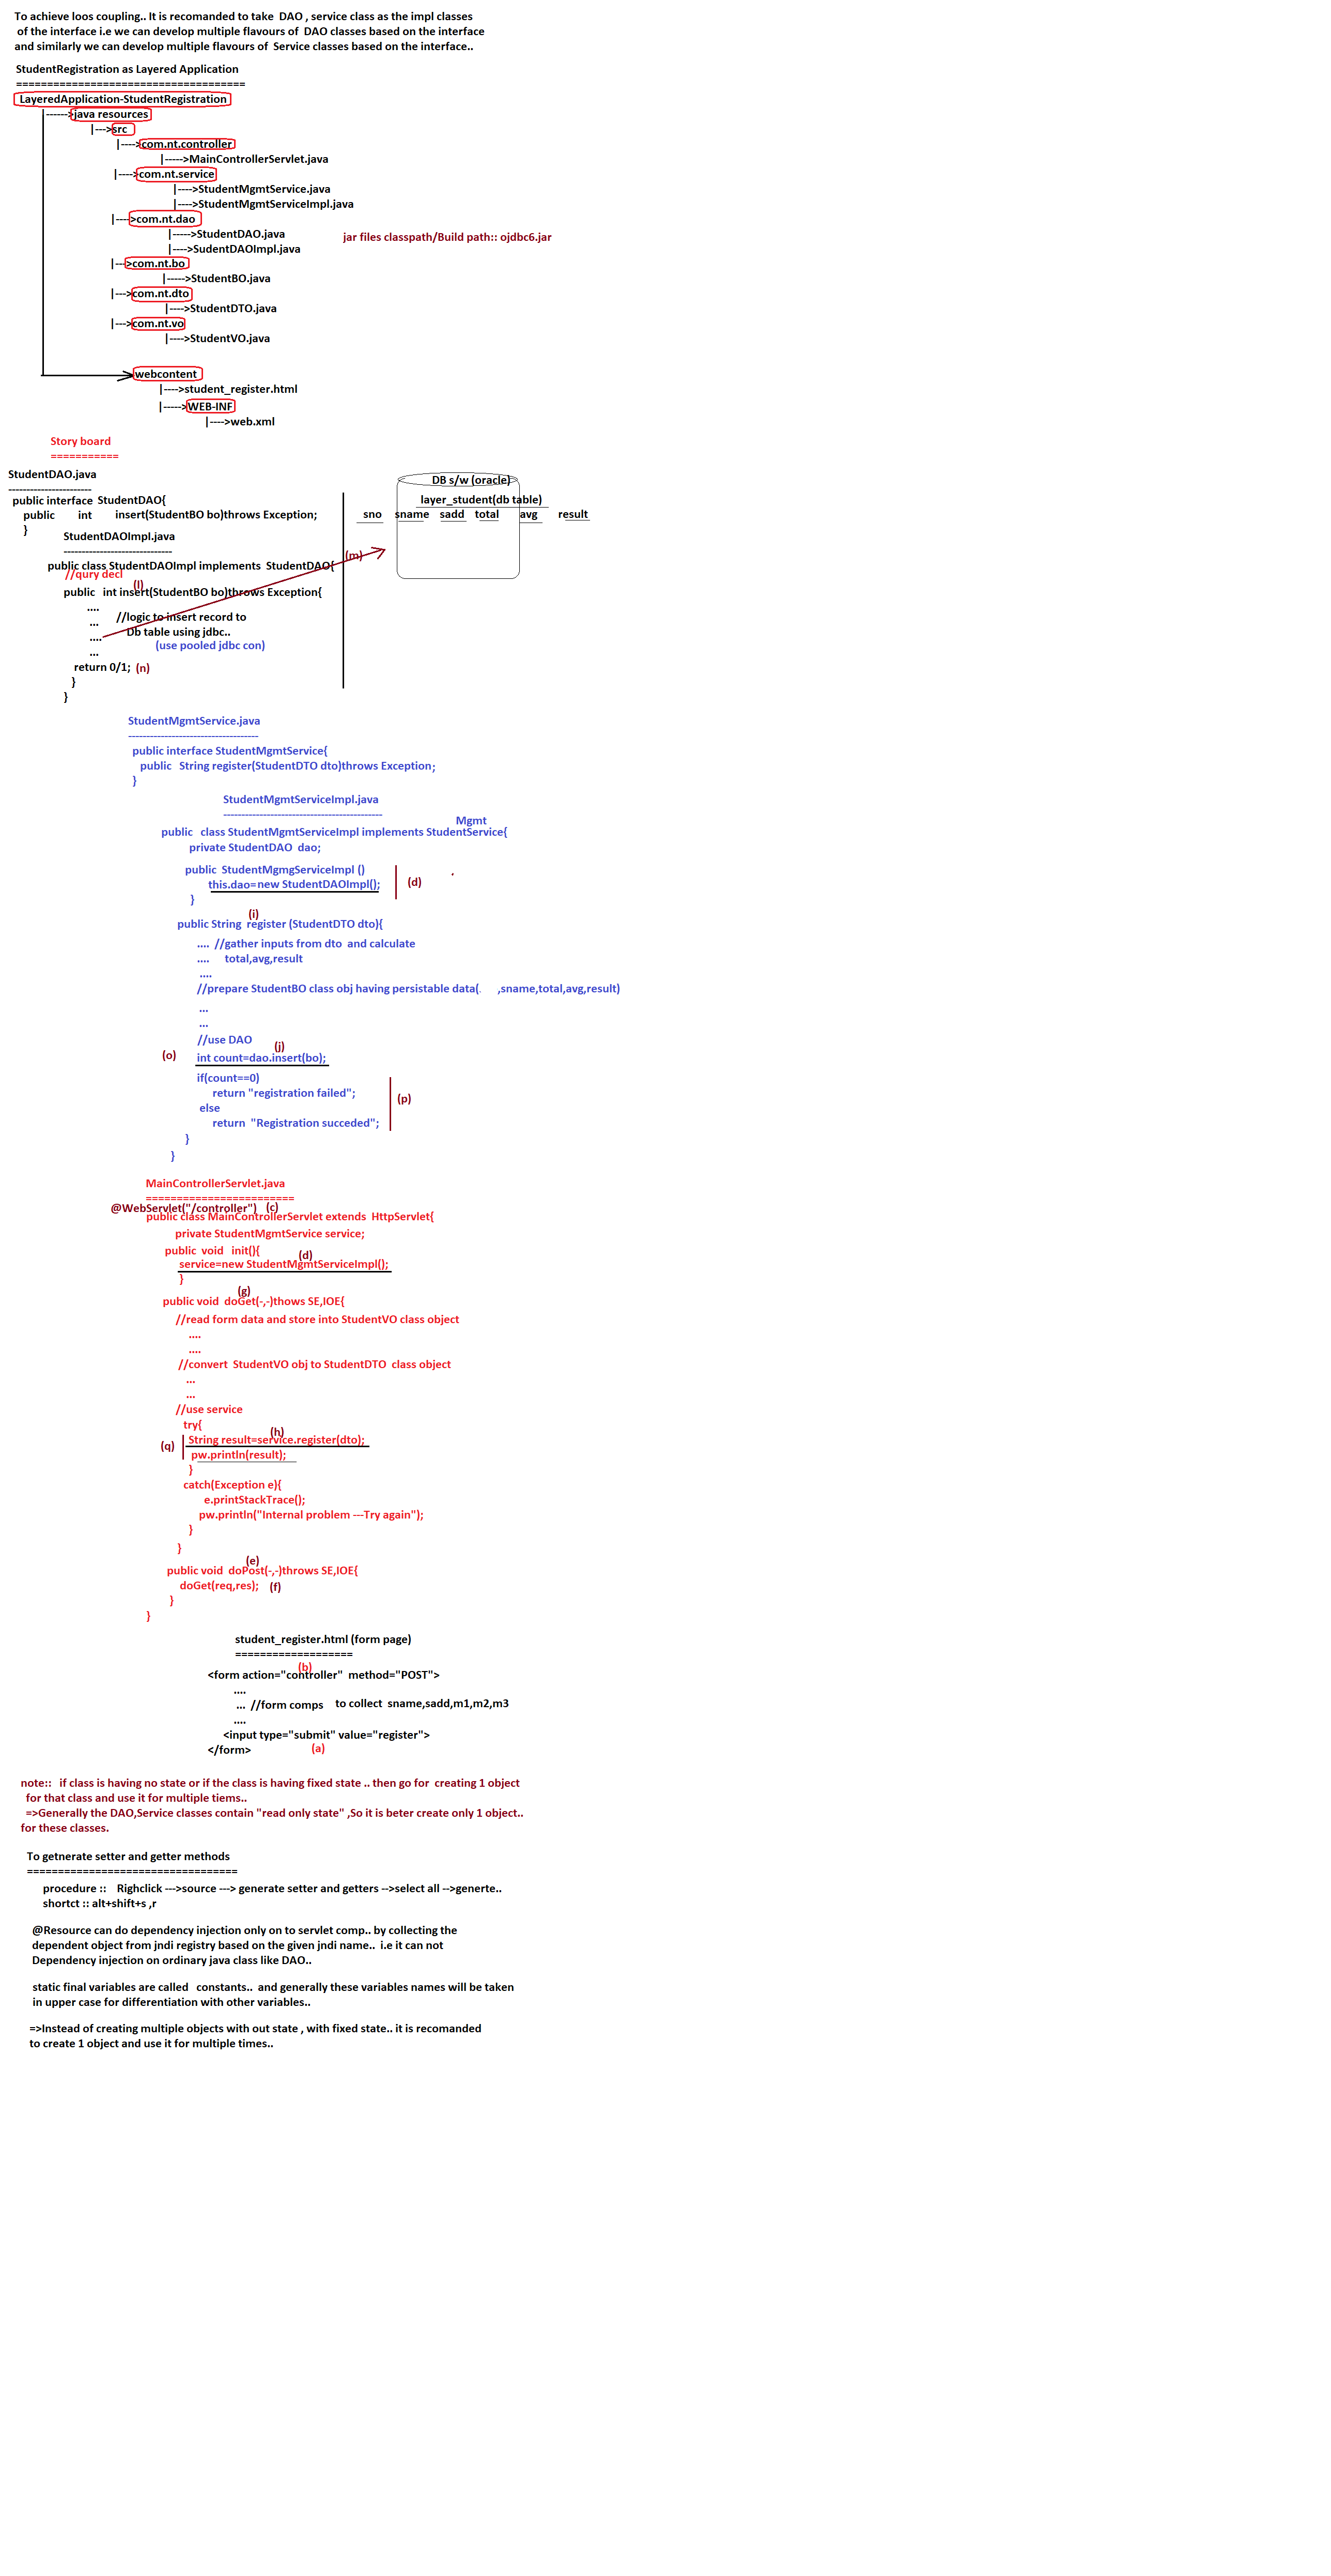 To achieve loos coupling.. It is recomanded to take  DAO , service class as the impl classes
of the interface i.e we can develop multiple flavours of  DAO classes based on the interface
and similarly we can develop multiple flavours of  Service classes based on the interface..
StudentRegistration as Layered Application
=====================================
LayeredApplication-StudentRegistration
|------>java resources
|--->src
|---->com.nt.controller
|----->MainControllerServlet.java
|---->com.nt.service
|---->StudentMgmtService.java
|---->StudentMgmtServiceImpl.java
|---->com.nt.dao
|----->StudentDAO.java
jar files classpath/Build path:: ojdbc6.jar
|---->SudentDAOImpl.java
|--->com.nt.bo
|----->StudentBO.java
|--->com.nt.dto
|---->StudentDTO.java
|--->com.nt.vo
|---->StudentVO.java
webcontent
|---->student_register.html
|----->WEB-INF
|---->web.xml
Story board
===========
StudentDAO.java
-----------------------
public interface  StudentDAO{
public    int    insert(StudentBO bo)throws Exception;
}
DB s/w (oracle)
layer_student(db table)
sno  sname  sadd  total  avg  result
StudentDAOImpl.java
------------------------------
public class StudentDAOImpl implements  StudentDAO{
(m)
//qury decl
(l)
public   int insert(StudentBO bo)throws Exception{
....
...  //logic to insert record to
....  Db table using jdbc..
...  (use pooled jdbc con)
return 0/1;  (n)
}
}
StudentMgmtService.java
------------------------------------
public interface StudentMgmtService{
public   String register(StudentDTO dto)throws Exception;
}
StudentMgmtServiceImpl.java
--------------------------------------------
Mgmt
public   class StudentMgmtServiceImpl implements StudentService{
private StudentDAO  dao;
public  StudentMgmgServiceImpl ()
this.dao=new StudentDAOImpl();  (d)
}
(i)
public String  register (StudentDTO dto){
....  //gather inputs from dto  and calculate
....  total,avg,result
....
//prepare StudentBO class obj having persistable data(      ,sname,total,avg,result)
...
...
//use DAO
(j)
(o)  int count=dao.insert(bo);
if(count==0)
return "registration failed";
(p)
else
return  "Registration succeded";
}
}
MainControllerServlet.java
========================
@WebServlet("/controller")  (c)
public class MainControllerServlet extends  HttpServlet{
private StudentMgmtService service;
public  void   init(){
(d)
service=new StudentMgmtServiceImpl();
}
(g)
public void  doGet(-,-)thows SE,IOE{
//read form data and store into StudentVO class object
....
....
//convert  StudentVO obj to StudentDTO  class object
...
...
//use service
try{
(h)
(q)  String result=service.register(dto);
pw.println(result);
}
catch(Exception e){
e.printStackTrace();
pw.println("Internal problem ---Try again");
}
}
(e)
public void  doPost(-,-)throws SE,IOE{
doGet(req,res);  (f)
}
}
student_register.html (form page)
===================
(b)
<form action="controller"  method="POST">
....
...  //form comps    to collect  sname,sadd,m1,m2,m3
....
<input type="submit" value="register">
</form>  (a)
note::   if class is having no state or if the class is having fixed state .. then go for  creating 1 object
for that class and use it for multiple tiems..
=>Generally the DAO,Service classes contain "read only state" ,So it is beter create only 1 object..
for these classes.
To getnerate setter and getter methods
==================================
procedure ::    Righclick --->source ---> generate setter and getters -->select all -->generte..
shortct :: alt+shift+s ,r
@Resource can do dependency injection only on to servlet comp.. by collecting the
dependent object from jndi registry based on the given jndi name..  i.e it can not
Dependency injection on ordinary java class like DAO..
static final variables are called   constants..  and generally these variables names will be taken
in upper case for differentiation with other variables..
=>Instead of creating multiple objects with out state , with fixed state.. it is recomanded
to create 1 object and use it for multiple times..